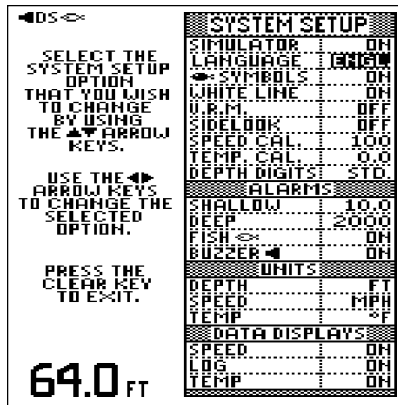 DS
SELECT THE
SYSTEM SETUP
OPTION
THAT YOU WISH
TO CHANGE
BY USING
THE ▲▼ ARROW
KEYS.
USE THE ◀▶
ARROW KEYS
TO CHANGE THE
SELECTED
OPTION.
PRESS THE
CLEAR KEY
TO EXIT.
64.0 FT
SYSTEM SETUP
SIMULATOR ON
LANGUAGE ENGL
SYMBOLS ON
WHITE LINE ON
V.R.M. OFF
SIDELOOK OFF
SPEED CAL. 100
TEMP. CAL. 0.0
DEPTH DIGITS STD.
ALARMS
SHALLOW 10.0
DEEP 2000
FISH ON
BUZZER ON
UNITS
DEPTH FT
SPEED MPH
TEMP °F
DATA DISPLAYS
SPEED ON
LOG ON
TEMP ON